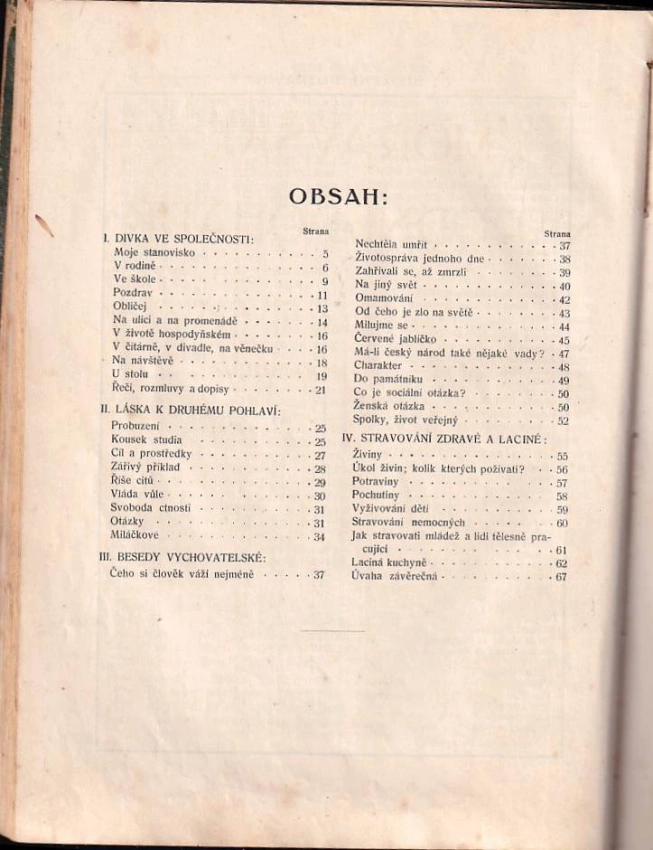 OBSAH:
Strana
I. DIVKA VE SPOLEČNOSTI:
Moje stanovisko · · · · · · · · · · 5
V rodině · · · · · · · · · · · · · 6
Ve škole · · · · · · · · · · · · · 9
Pozdrav · · · · · · · · · · · · · 11
Obličej · · · · · · · · · · · · · 13
Na ulici a na promenádě · · · · · · · 14
V životě hospodyňském · · · · · · · 16
V čítárně, v divadle, na věnečku · · · · 16
Na návštěvě · · · · · · · · · · · 18
U stolu · · · · · · · · · · · · 19
Řeči, rozmluvy a dopisy · · · · · · · 21
II. LÁSKA K DRUHÉMU POHLAVÍ:
Probuzení · · · · · · · · · · · · 25
Kousek studia · · · · · · · · · · 25
Cíl a prostředky · · · · · · · · · 27
Zářivý příklad · · · · · · · · · · 28
Říše citů · · · · · · · · · · · · 29
Vláda vůle · · · · · · · · · · · · 30
Svoboda ctnosti · · · · · · · · · 31
Otázky · · · · · · · · · · · · · 31
Miláčkové · · · · · · · · · · · · 34
III. BESEDY VYCHOVATELSKÉ:
Čeho si člověk váží nejméně · · · · · 37
Strana
Nechtěla umřít · · · · · · · · · · 37
Životospráva jednoho dne · · · · · · 38
Zahřívali se, až zmrzli · · · · · · · 39
Na jiný svět · · · · · · · · · · · 40
Omamování · · · · · · · · · · · 42
Od čeho je zlo na světě · · · · · · · 43
Milujme se · · · · · · · · · · · · 44
Červené jablíčko · · · · · · · · · 45
Má-li český národ také nějaké vady? · 47
Charakter · · · · · · · · · · · · 48
Do památníku · · · · · · · · · · 49
Co je sociální otázka? · · · · · · · 50
Ženská otázka · · · · · · · · · · 50
Spolky, život veřejný · · · · · · · · 52
IV. STRAVOVÁNÍ ZDRAVÉ A LACINÉ:
Živiny · · · · · · · · · · · · · 55
Úkol živin; kolik kterých požívati? · · 56
Potraviny · · · · · · · · · · · · 57
Pochutiny · · · · · · · · · · · 58
Vyživování dětí · · · · · · · · · 59
Stravování nemocných · · · · · · · 60
Jak stravovati mládež a lidi tělesně pra-
cující · · · · · · · · · · · · 61
Laciná kuchyně · · · · · · · · · · 62
Úvaha závěrečná · · · · · · · · · 67